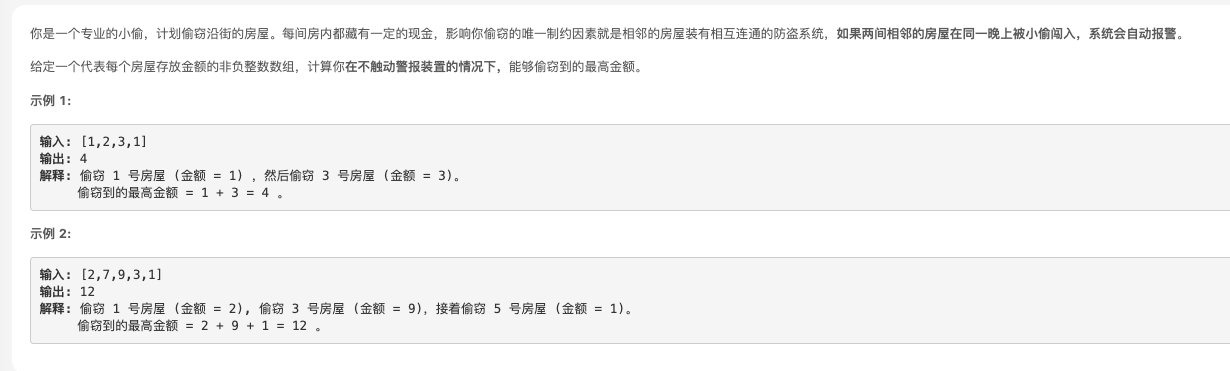 你是一个专业的小偷，计划偷窃沿街的房屋。每间房内都藏有一定的现金，影响你偷窃的唯一制约因素就是相邻的房屋装有相互连通的防盗系统，如果两间相邻的房屋在同一晚上被小偷闯入，系统会自动报警。
给定一个代表每个房屋存放金额的非负整数数组，计算你在不触动警报装置的情况下，能够偷窃到的最高金额。
示例 1:
输入: [1,2,3,1]
输出: 4
解释: 偷窃 1 号房屋 (金额 = 1) ，然后偷窃 3 号房屋 (金额 = 3)。
偷窃到的最高金额 = 1 + 3 = 4 。
示例 2:
输入: [2,7,9,3,1]
输出: 12
解释: 偷窃 1 号房屋 (金额 = 2), 偷窃 3 号房屋 (金额 = 9)，接着偷窃 5 号房屋 (金额 = 1)。
偷窃到的最高金额 = 2 + 9 + 1 = 12 。